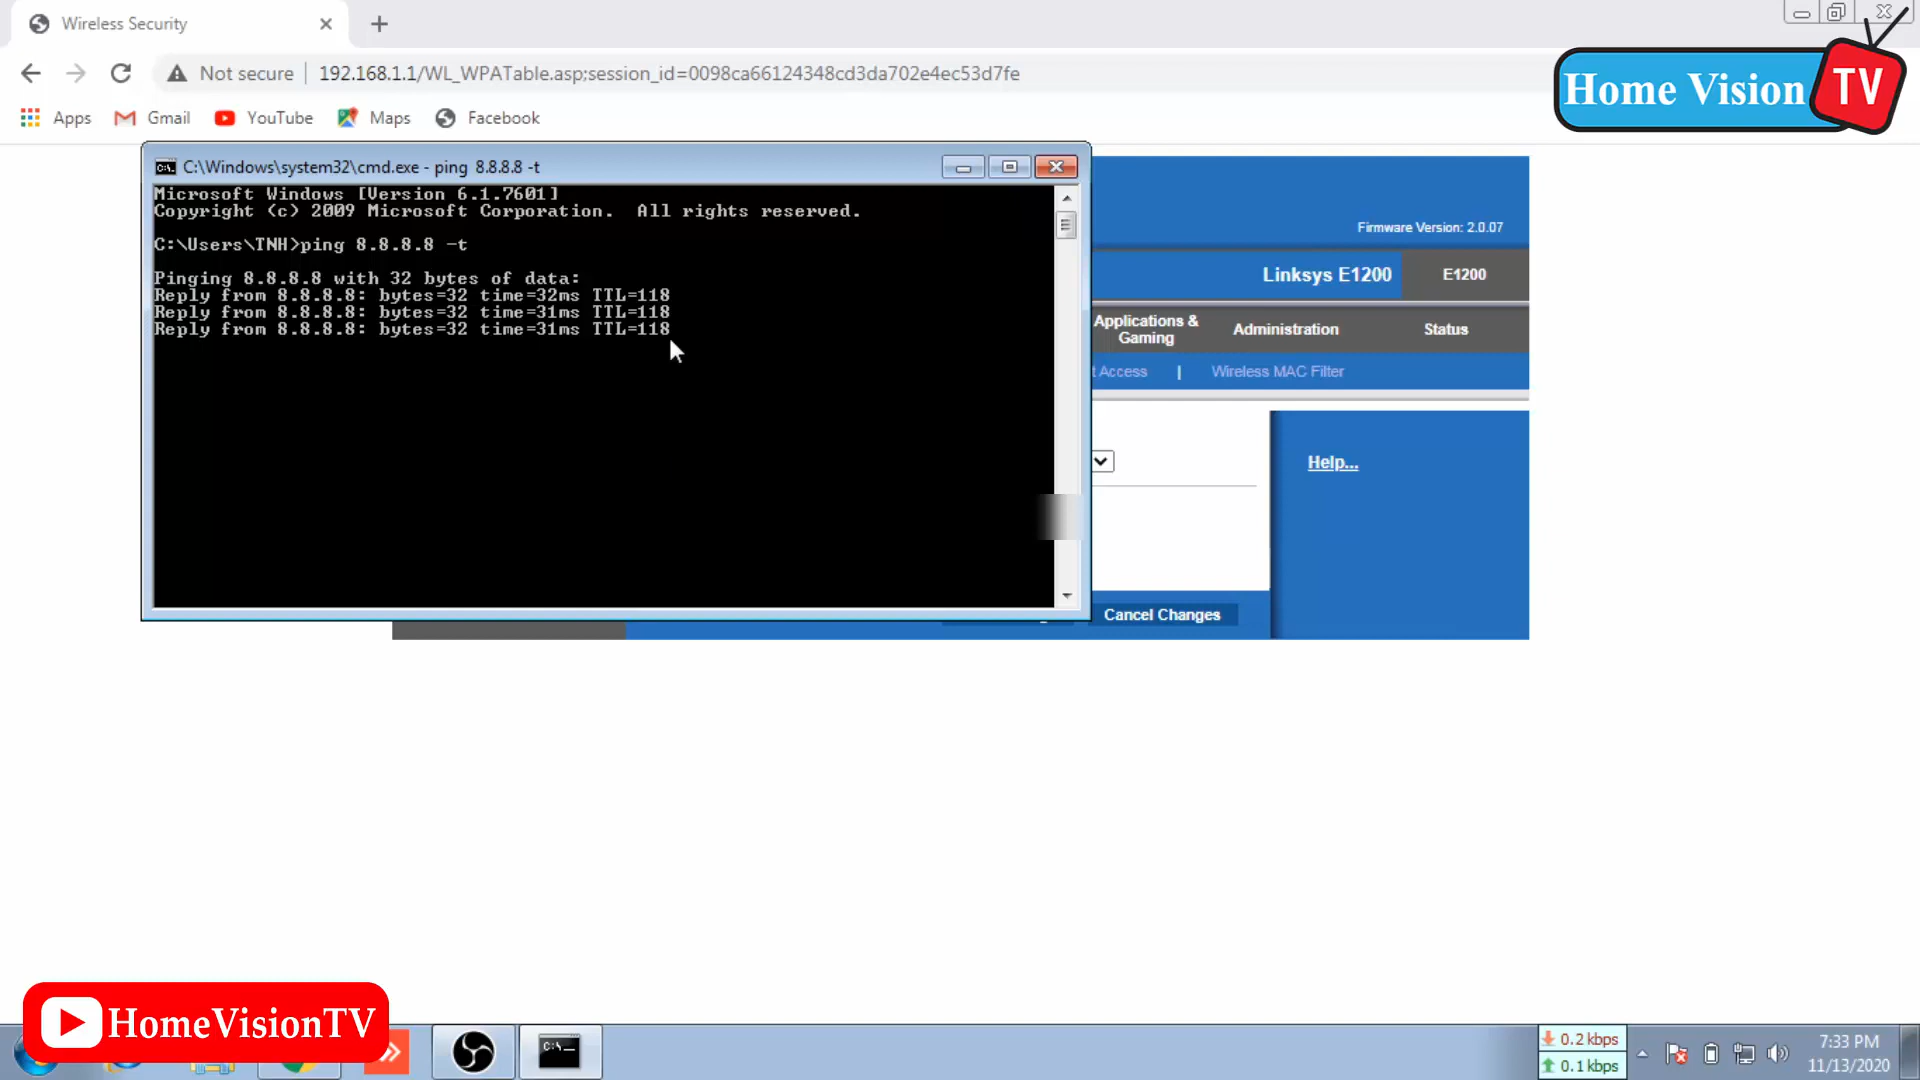 Wireless Security
Not secure
192.168.1.1/WL_WPATable.asp;session_id=0098ca66124348cd3da702e4ec53d7fe
Home Vision TV
Apps
Gmail
YouTube
Maps
Facebook
C:\Windows\system32\cmd.exe - ping 8.8.8.8 -t
Microsoft Windows [Version 6.1.7601]
Copyright (c) 2009 Microsoft Corporation. All rights reserved.
C:\Users\TNH>ping 8.8.8.8 -t
Pinging 8.8.8.8 with 32 bytes of data:
Reply from 8.8.8.8: bytes=32 time=32ms TTL=118
Reply from 8.8.8.8: bytes=32 time=31ms TTL=118
Reply from 8.8.8.8: bytes=32 time=31ms TTL=118
Firmware Version: 2.0.07
Linksys E1200
E1200
Applications &
Gaming
Administration
Status
t Access
|
Wireless MAC Filter
Help...
Cancel Changes
HomeVisionTV
C:\_
0.2 kbps
0.1 kbps
7:33 PM
11/13/2020